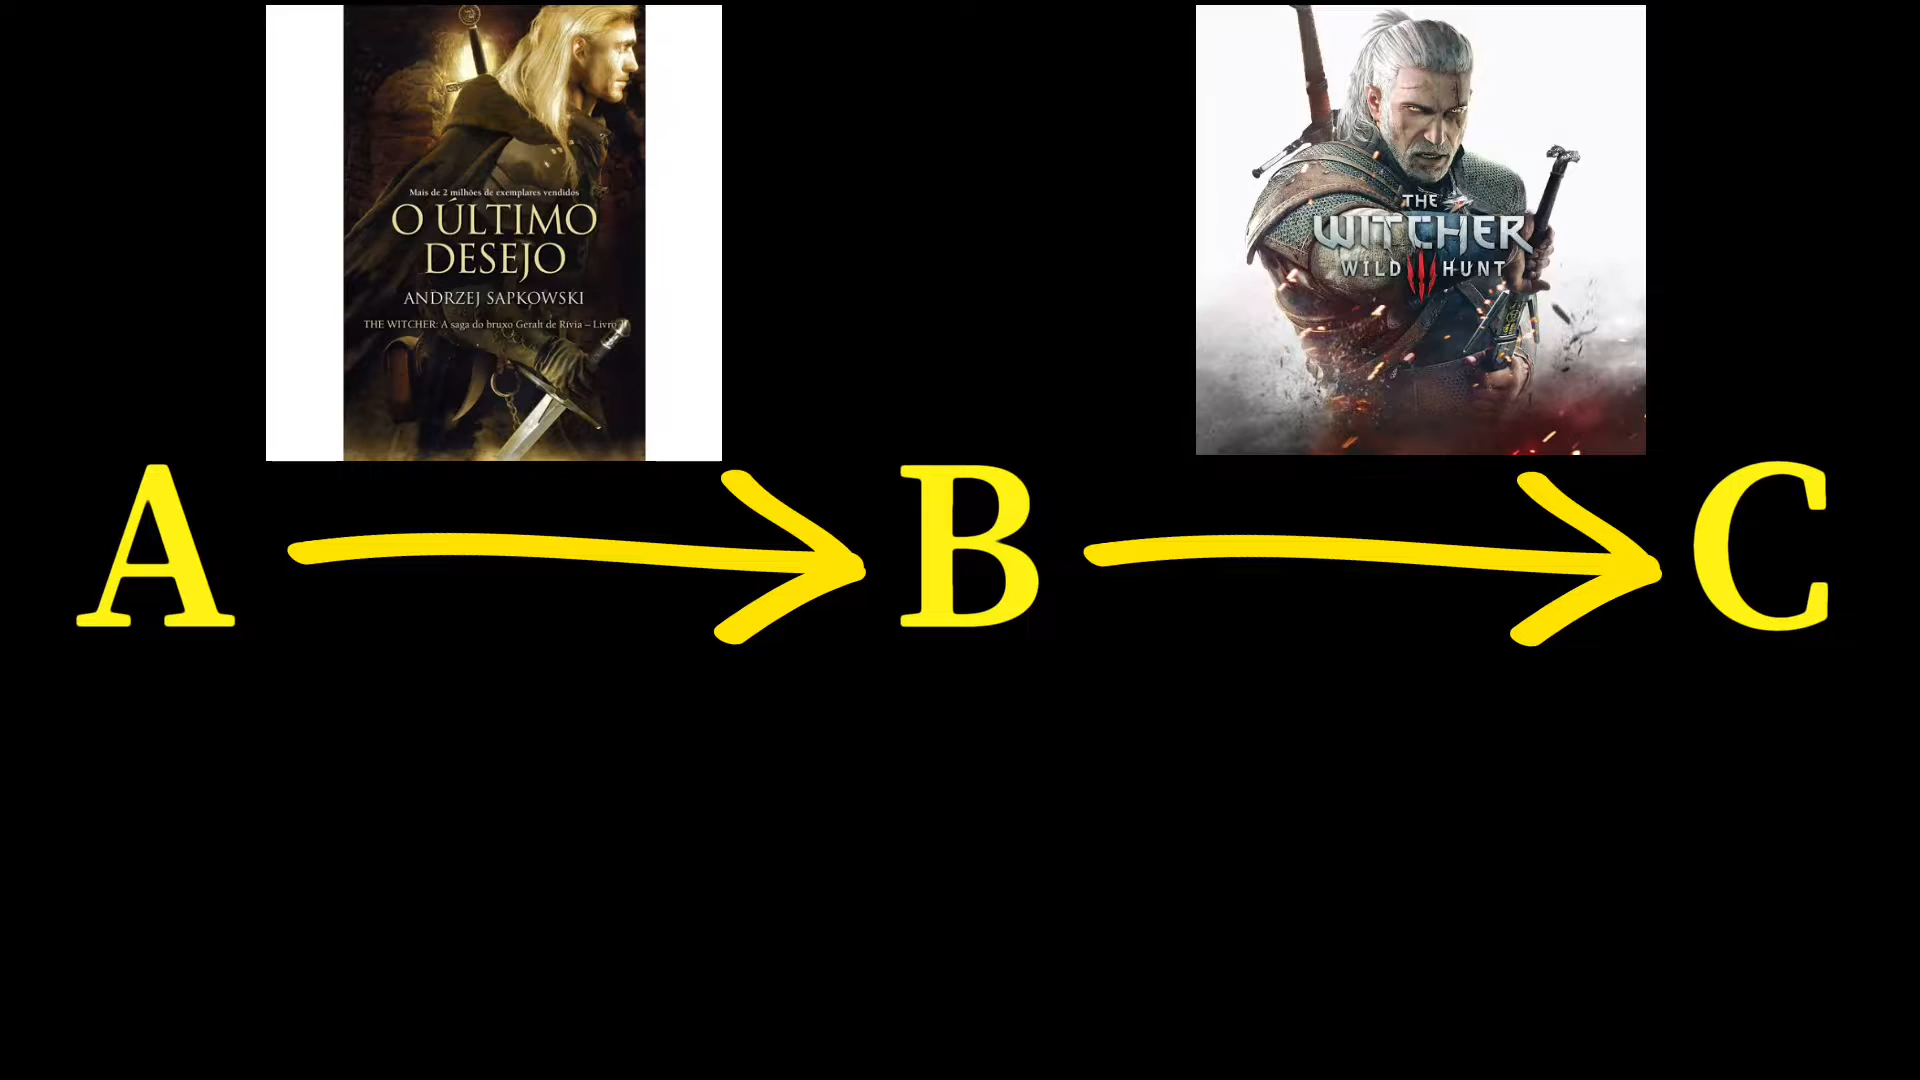 Mais de 2 milhões de exemplares vendidos
O ÚLTIMO
DESEJO
ANDRZEJ SAPKOWSKI
THE WITCHER: A saga do bruxo Geralt de Rívia – Livro
THE
WITCHER
WILD III HUNT
A B C